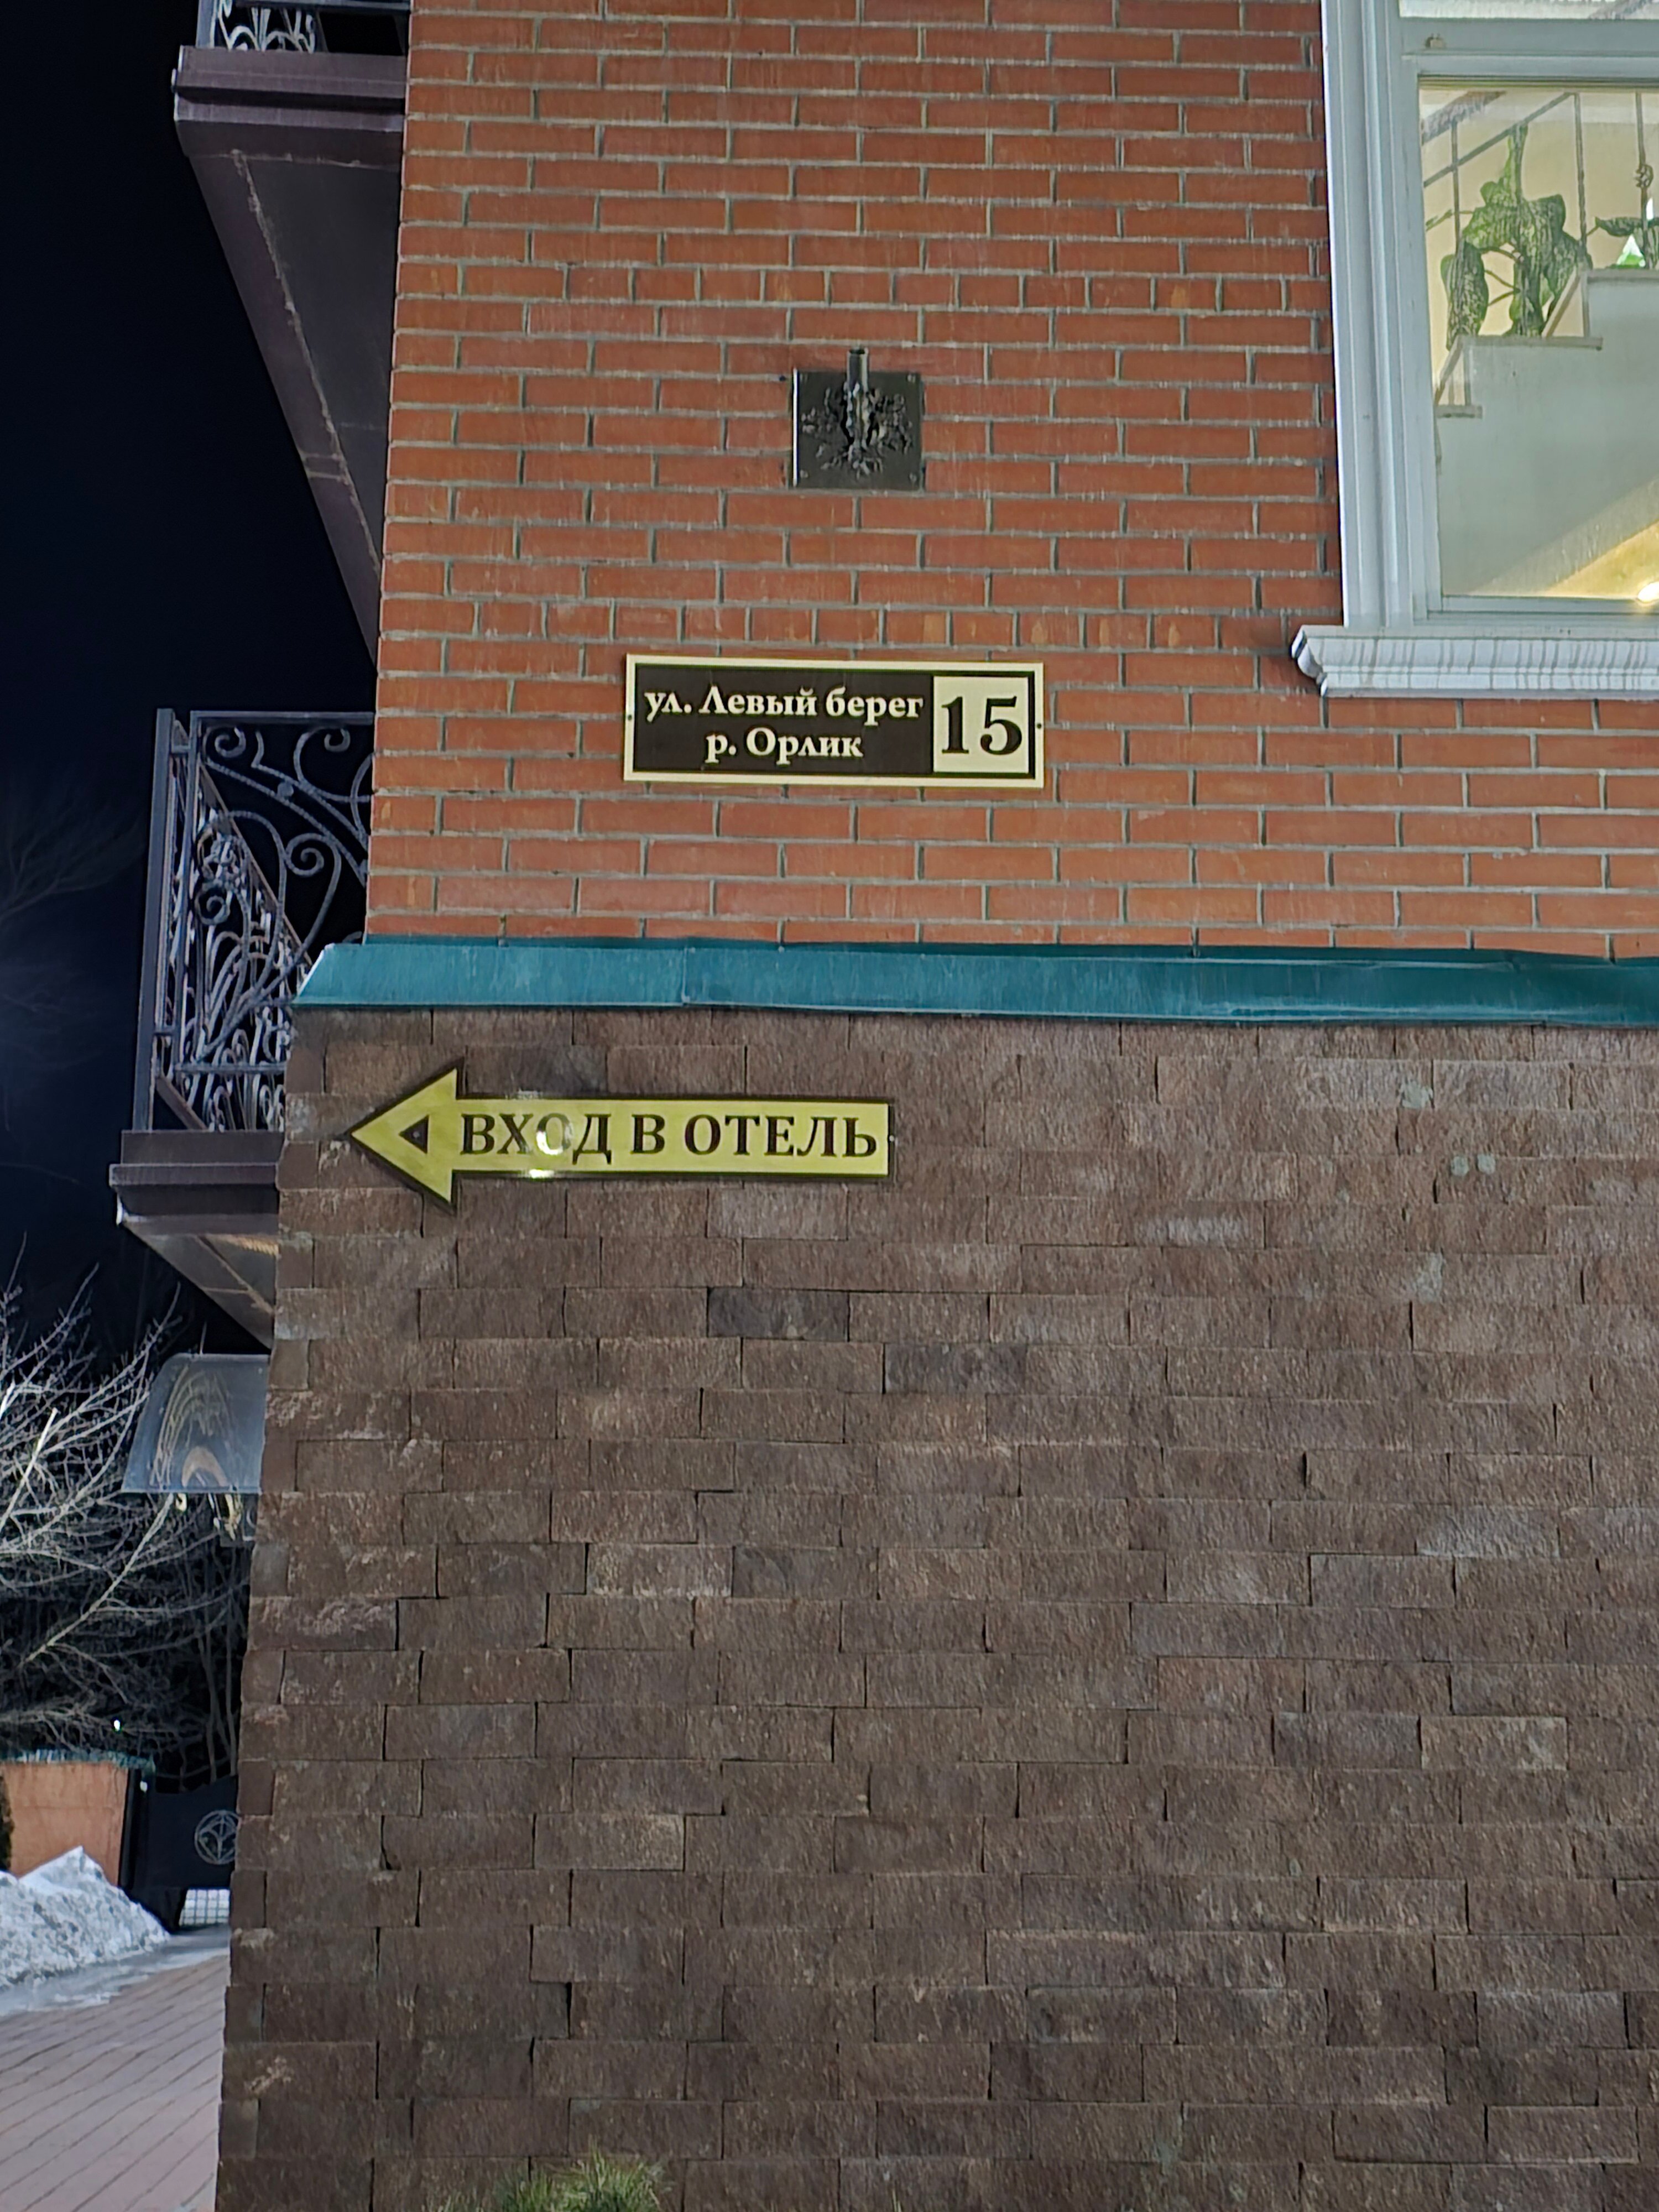 ул. Левый берег
р. Орлик
15
ВХОД В ОТЕЛЬ